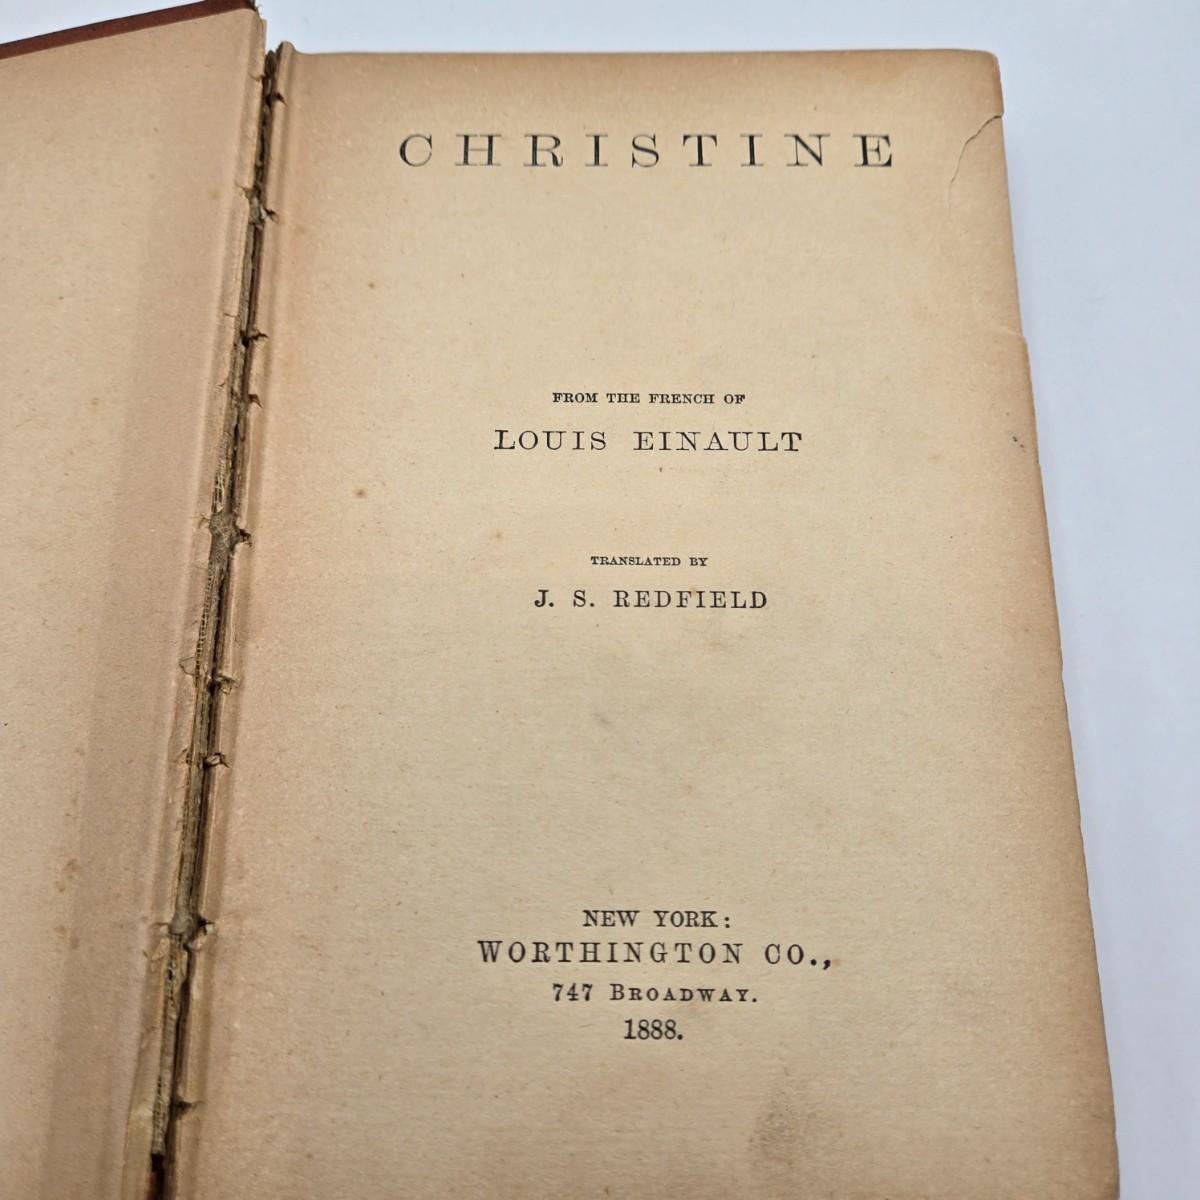 CHRISTINE
FROM THE FRENCH OF
LOUIS EINAULT
TRANSLATED BY
J. S. REDFIELD
NEW YORK:
WORTHINGTON CO.,
747 BROADWAY.
1888.